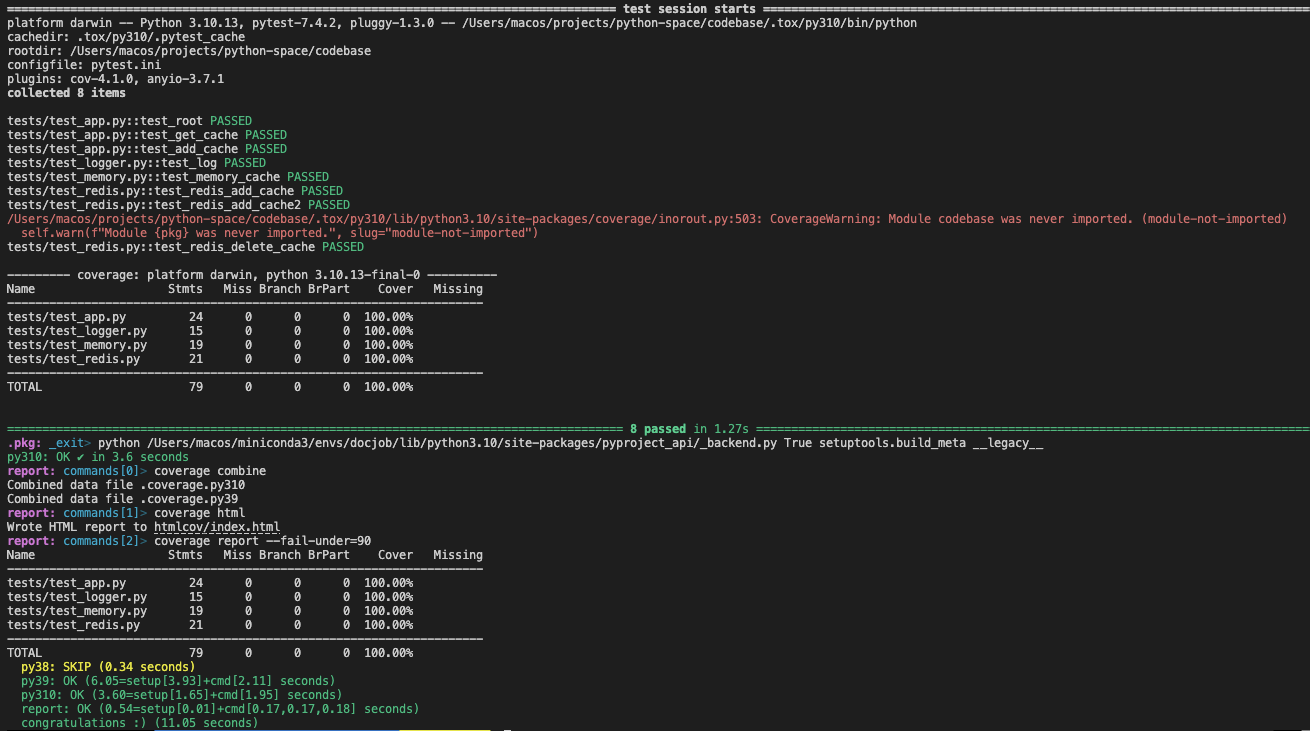 test session starts
platform darwin -- Python 3.10.13, pytest-7.4.2, pluggy-1.3.0 -- /Users/macos/projects/python-space/codebase/.tox/py310/bin/python
cachedir: .tox/py310/.pytest_cache
rootdir: /Users/macos/projects/python-space/codebase
configfile: pytest.ini
plugins: cov-4.1.0, anyio-3.7.1
collected 8 items
tests/test_app.py::test_root PASSED
tests/test_app.py::test_get_cache PASSED
tests/test_app.py::test_add_cache PASSED
tests/test_logger.py::test_log PASSED
tests/test_memory.py::test_memory_cache PASSED
tests/test_redis.py::test_redis_add_cache PASSED
tests/test_redis.py::test_redis_add_cache2 PASSED
/Users/macos/projects/python-space/codebase/.tox/py310/lib/python3.10/site-packages/coverage/inorout.py:503: CoverageWarning: Module codebase was never imported. (module-not-imported)
  self.warn(f"Module {pkg} was never imported.", slug="module-not-imported")
tests/test_redis.py::test_redis_delete_cache PASSED
---------- coverage: platform darwin, python 3.10.13-final-0 ----------
Name                   Stmts   Miss Branch BrPart    Cover   Missing
--------------------------------------------------------------------
tests/test_app.py         24      0      0      0  100.00%
tests/test_logger.py      15      0      0      0  100.00%
tests/test_memory.py      19      0      0      0  100.00%
tests/test_redis.py       21      0      0      0  100.00%
--------------------------------------------------------------------
TOTAL                     79      0      0      0  100.00%
8 passed in 1.27s
.pkg: _exit> python /Users/macos/miniconda3/envs/docjob/lib/python3.10/site-packages/pyproject_api/_backend.py True setuptools.build_meta __legacy__
py310: OK ✔ in 3.6 seconds
report: commands[0]> coverage combine
Combined data file .coverage.py310
Combined data file .coverage.py39
report: commands[1]> coverage html
Wrote HTML report to htmlcov/index.html
report: commands[2]> coverage report --fail-under=90
Name                   Stmts   Miss Branch BrPart    Cover   Missing
--------------------------------------------------------------------
tests/test_app.py         24      0      0      0  100.00%
tests/test_logger.py      15      0      0      0  100.00%
tests/test_memory.py      19      0      0      0  100.00%
tests/test_redis.py       21      0      0      0  100.00%
--------------------------------------------------------------------
TOTAL                     79      0      0      0  100.00%
  py38: SKIP (0.34 seconds)
  py39: OK (6.05=setup[3.93]+cmd[2.11] seconds)
  py310: OK (3.60=setup[1.65]+cmd[1.95] seconds)
  report: OK (0.54=setup[0.01]+cmd[0.17,0.17,0.18] seconds)
  congratulations :) (11.05 seconds)